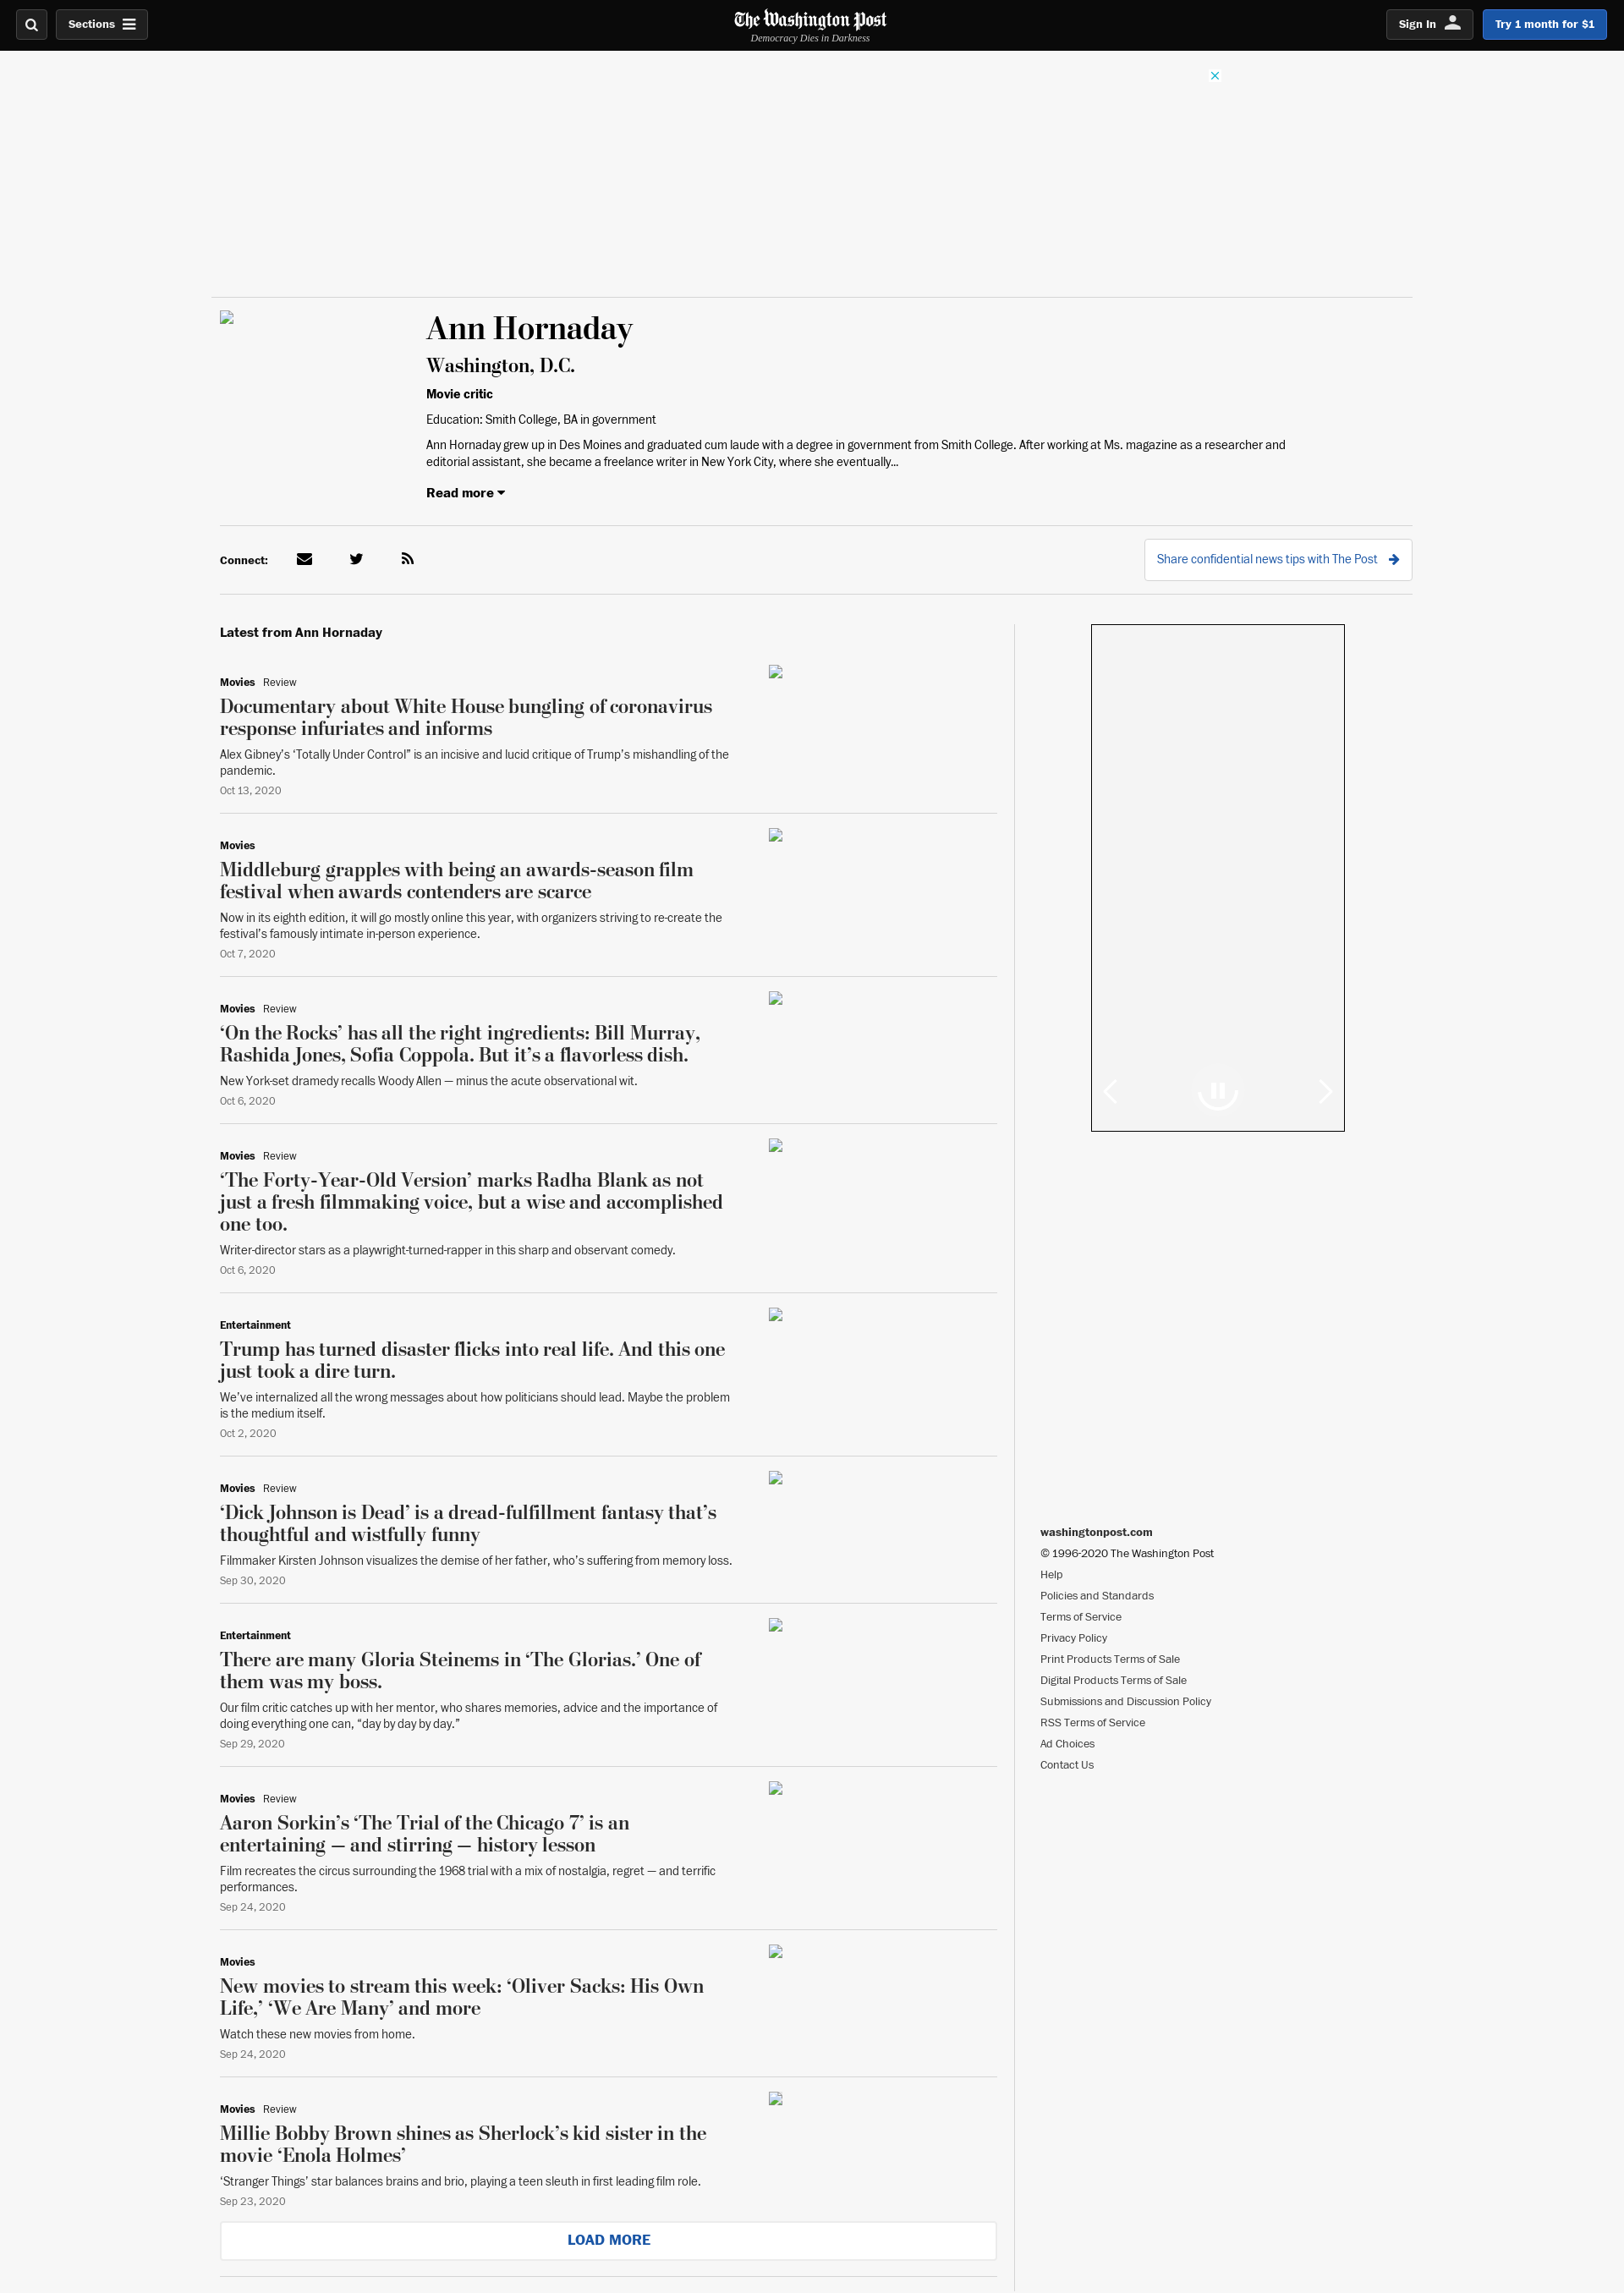 Sections
The Washington Post
Democracy Dies in Darkness
Sign In
Try 1 month for $1
Ann Hornaday
Washington, D.C.
Movie critic
Education: Smith College, BA in government
Ann Hornaday grew up in Des Moines and graduated cum laude with a degree in government from Smith College. After working at Ms. magazine as a researcher and
editorial assistant, she became a freelance writer in New York City, where she eventually...
Read more
Connect:
Share confidential news tips with The Post
Latest from Ann Hornaday
Movies Review
Documentary about White House bungling of coronavirus
response infuriates and informs
Alex Gibney’s ‘Totally Under Control” is an incisive and lucid critique of Trump’s mishandling of the
pandemic.
Oct 13, 2020
Movies
Middleburg grapples with being an awards-season film
festival when awards contenders are scarce
Now in its eighth edition, it will go mostly online this year, with organizers striving to re-create the
festival’s famously intimate in-person experience.
Oct 7, 2020
Movies Review
‘On the Rocks’ has all the right ingredients: Bill Murray,
Rashida Jones, Sofia Coppola. But it’s a flavorless dish.
New York-set dramedy recalls Woody Allen — minus the acute observational wit.
Oct 6, 2020
Movies Review
‘The Forty-Year-Old Version’ marks Radha Blank as not
just a fresh filmmaking voice, but a wise and accomplished
one too.
Writer-director stars as a playwright-turned-rapper in this sharp and observant comedy.
Oct 6, 2020
Entertainment
Trump has turned disaster flicks into real life. And this one
just took a dire turn.
We’ve internalized all the wrong messages about how politicians should lead. Maybe the problem
is the medium itself.
Oct 2, 2020
Movies Review
‘Dick Johnson is Dead’ is a dread-fulfillment fantasy that’s
thoughtful and wistfully funny
Filmmaker Kirsten Johnson visualizes the demise of her father, who’s suffering from memory loss.
Sep 30, 2020
Entertainment
There are many Gloria Steinems in ‘The Glorias.’ One of
them was my boss.
Our film critic catches up with her mentor, who shares memories, advice and the importance of
doing everything one can, “day by day by day.”
Sep 29, 2020
Movies Review
Aaron Sorkin’s ‘The Trial of the Chicago 7’ is an
entertaining — and stirring — history lesson
Film recreates the circus surrounding the 1968 trial with a mix of nostalgia, regret — and terrific
performances.
Sep 24, 2020
Movies
New movies to stream this week: ‘Oliver Sacks: His Own
Life,’ ‘We Are Many’ and more
Watch these new movies from home.
Sep 24, 2020
Movies Review
Millie Bobby Brown shines as Sherlock’s kid sister in the
movie ‘Enola Holmes’
‘Stranger Things’ star balances brains and brio, playing a teen sleuth in first leading film role.
Sep 23, 2020
LOAD MORE
washingtonpost.com
© 1996-2020 The Washington Post
Help
Policies and Standards
Terms of Service
Privacy Policy
Print Products Terms of Sale
Digital Products Terms of Sale
Submissions and Discussion Policy
RSS Terms of Service
Ad Choices
Contact Us